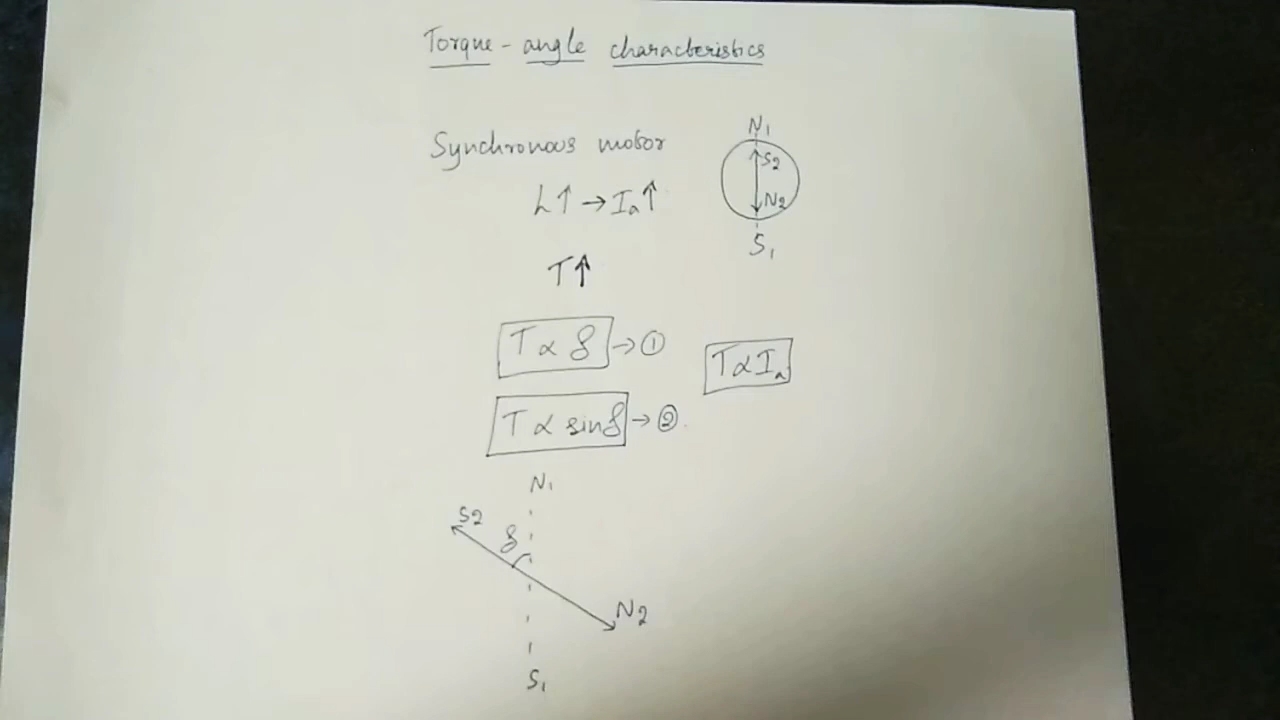 Torque - angle characteristics
Synchronous motor
L↑ → Ia↑
T↑
N1
S2
N2
S1
T ∝ δ → ①
T ∝ Ia
T ∝ sinδ → ②
N1
S2
δ
N2
S1